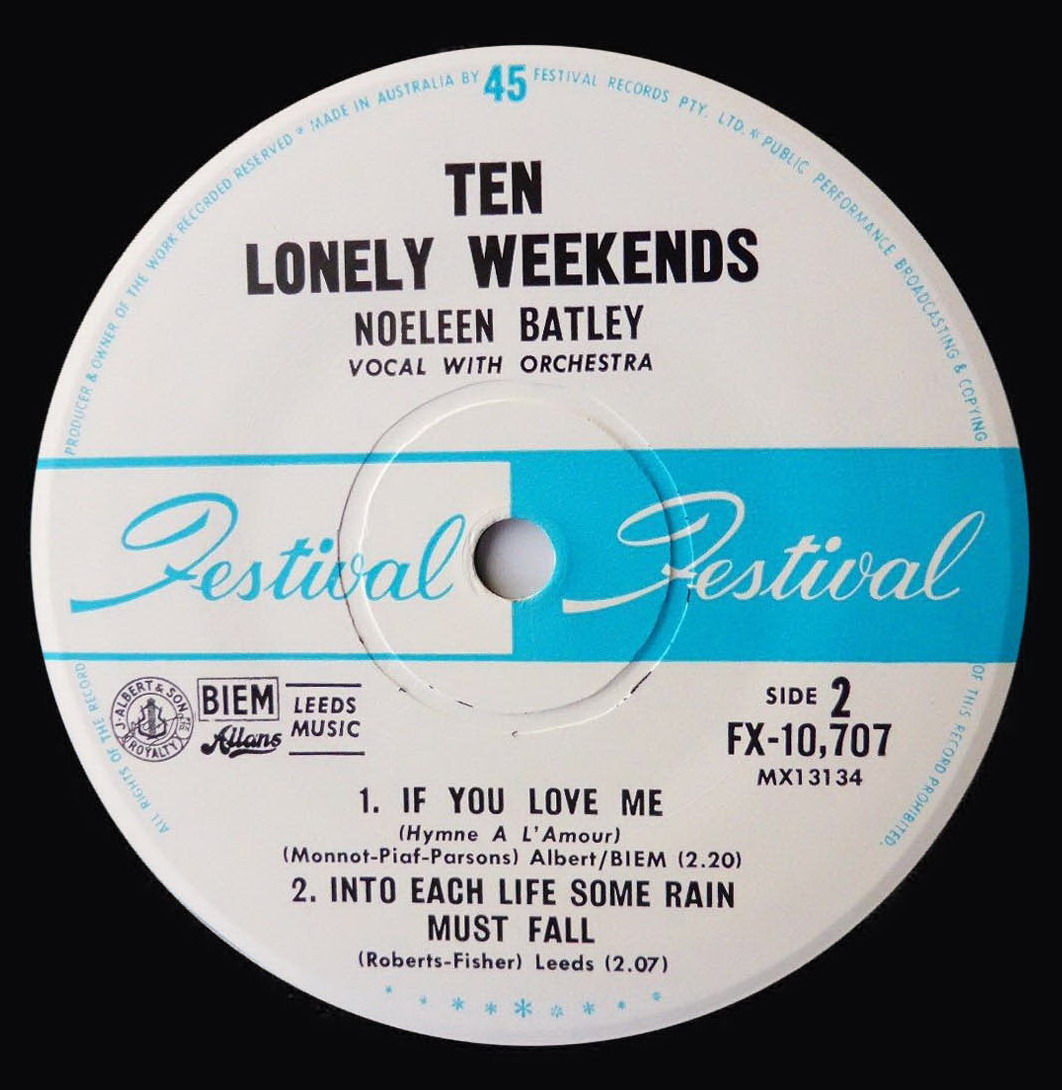 PRODUCER & OWNER OF THE WORK RECORDED RESERVED * MADE IN AUSTRALIA BY 45 FESTIVAL RECORDS PTY. LTD. * PUBLIC PERFORMANCE BROADCASTING & COPYING
TEN
LONELY WEEKENDS
NOELEEN BATLEY
VOCAL WITH ORCHESTRA
Festival Festival
ALL RIGHTS OF THE RECORD
OF THIS RECORD PROHIBITED.
J. ALBERT & SON
ROYALTY
BIEM
Allans
LEEDS
MUSIC
SIDE 2
FX-10,707
MX13134
1. IF YOU LOVE ME
(Hymne A L'Amour)
(Monnot-Piaf-Parsons) Albert/BIEM (2.20)
2. INTO EACH LIFE SOME RAIN
MUST FALL
(Roberts-Fisher) Leeds (2.07)